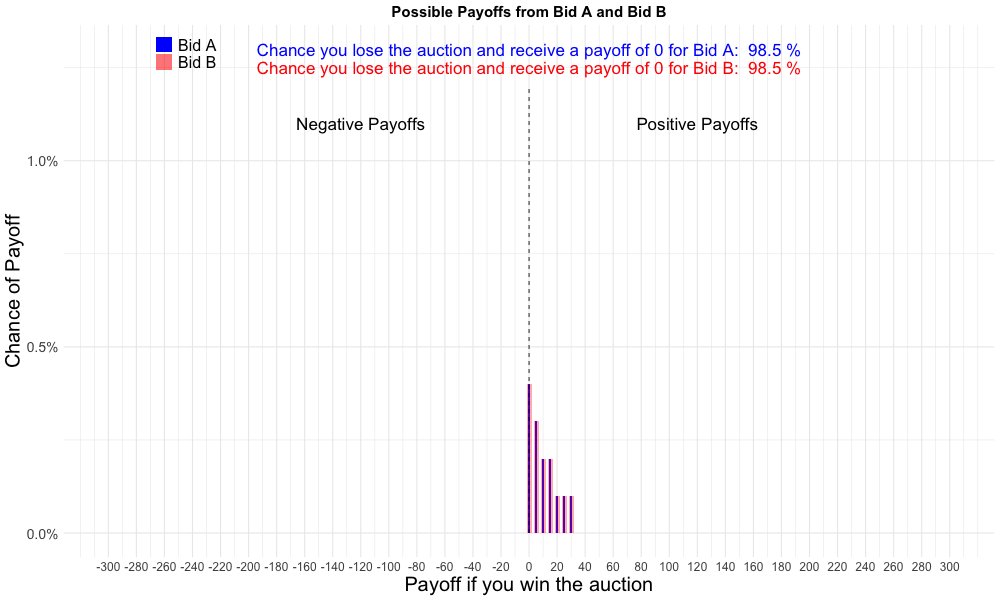 Possible Payoffs from Bid A and Bid B
Bid A
Bid B
Chance you lose the auction and receive a payoff of 0 for Bid A: 98.5 %
Chance you lose the auction and receive a payoff of 0 for Bid B: 98.5 %
Negative Payoffs
Positive Payoffs
Chance of Payoff
1.0%
0.5%
0.0%
-300 -280 -260 -240 -220 -200 -180 -160 -140 -120 -100 -80 -60 -40 -20 0 20 40 60 80 100 120 140 160 180 200 220 240 260 280 300
Payoff if you win the auction